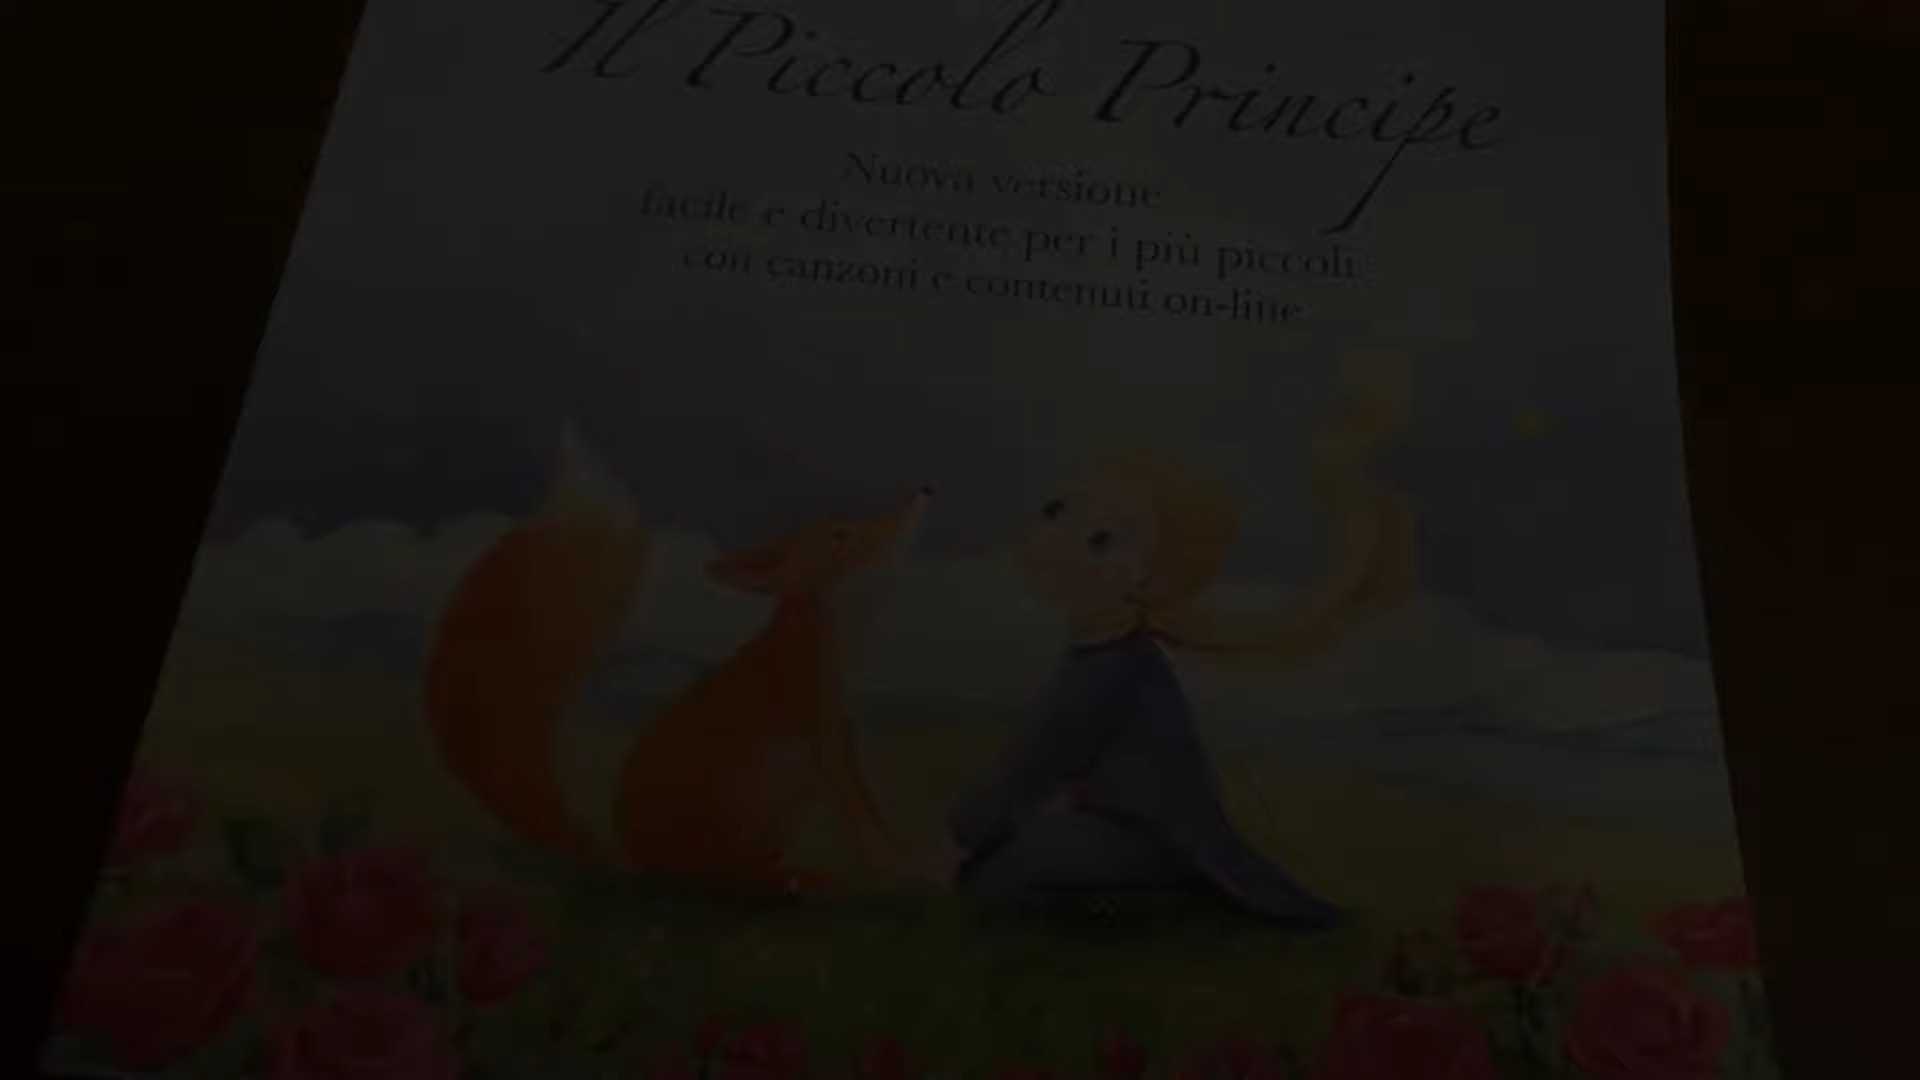 Il Piccolo Principe
Nuova versione
facile e divertente per i più piccoli
con canzoni e contenuti on-line